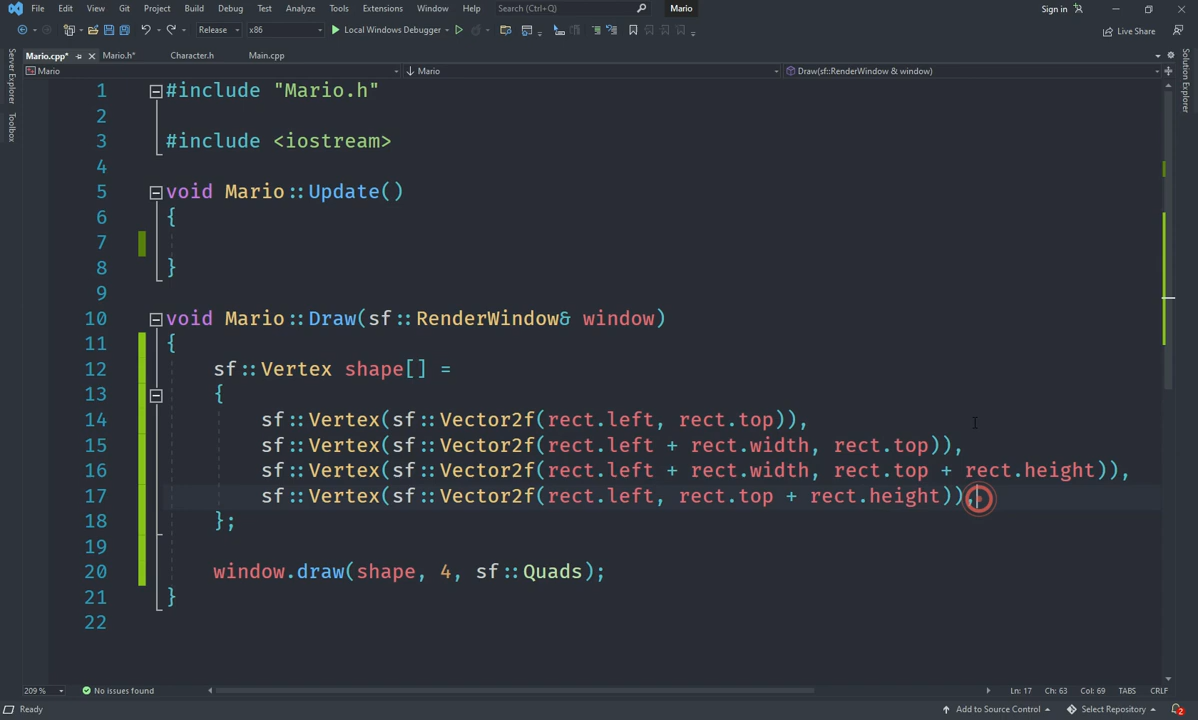 File Edit View Git Project Build Debug Test Analyze Tools Extensions Window Help Search (Ctrl+Q) Mario Sign in
Release x86 Local Windows Debugger Live Share
Mario.cpp* Mario.h* Character.h Main.cpp
Mario Mario Draw(sf::RenderWindow & window)
Server Explorer
Toolbox
Solution Explorer
1 #include "Mario.h"
2
3 #include <iostream>
4
5 void Mario::Update()
6 {
7
8 }
9
10 void Mario::Draw(sf::RenderWindow& window)
11 {
12 sf::Vertex shape[] =
13 {
14 sf::Vertex(sf::Vector2f(rect.left, rect.top)),
15 sf::Vertex(sf::Vector2f(rect.left + rect.width, rect.top)),
16 sf::Vertex(sf::Vector2f(rect.left + rect.width, rect.top + rect.height)),
17 sf::Vertex(sf::Vector2f(rect.left, rect.top + rect.height)),
18 };
19
20 window.draw(shape, 4, sf::Quads);
21 }
22
209 % No issues found Ln: 17 Ch: 63 Col: 69 TABS CRLF
Ready Add to Source Control Select Repository 2